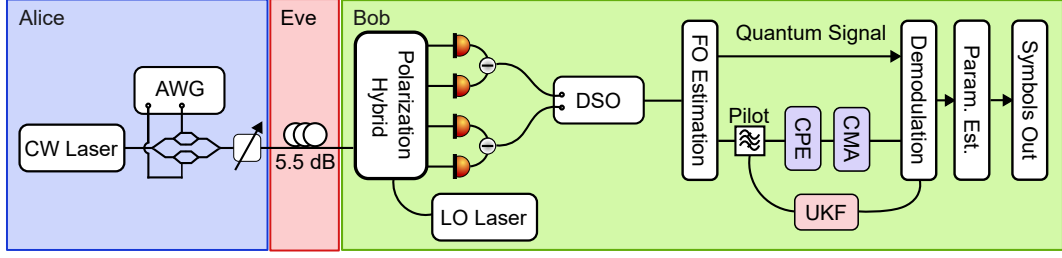 Alice
Eve
Bob
AWG
CW Laser
5.5 dB
Polarization
Hybrid
LO Laser
DSO
FO Estimation
Quantum Signal
Pilot
CPE
CMA
UKF
Demodulation
Param. Est.
Symbols Out